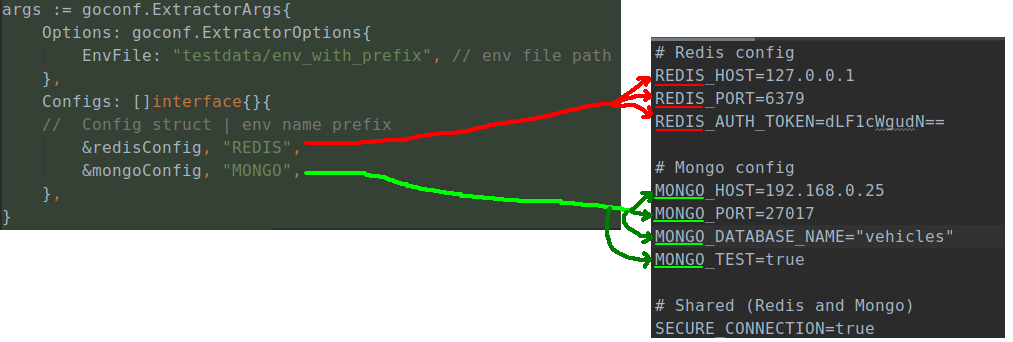 args := goconf.ExtractorArgs{
Options: goconf.ExtractorOptions{
EnvFile: "testdata/env_with_prefix", // env file path
},
Configs: []interface{}{
// Config struct | env name prefix
&redisConfig, "REDIS",
&mongoConfig, "MONGO",
},
}
# Redis config
REDIS_HOST=127.0.0.1
REDIS_PORT=6379
REDIS_AUTH_TOKEN=dLF1cWgudN==
# Mongo config
MONGO_HOST=192.168.0.25
MONGO_PORT=27017
MONGO_DATABASE_NAME="vehicles"
MONGO_TEST=true
# Shared (Redis and Mongo)
SECURE_CONNECTION=true